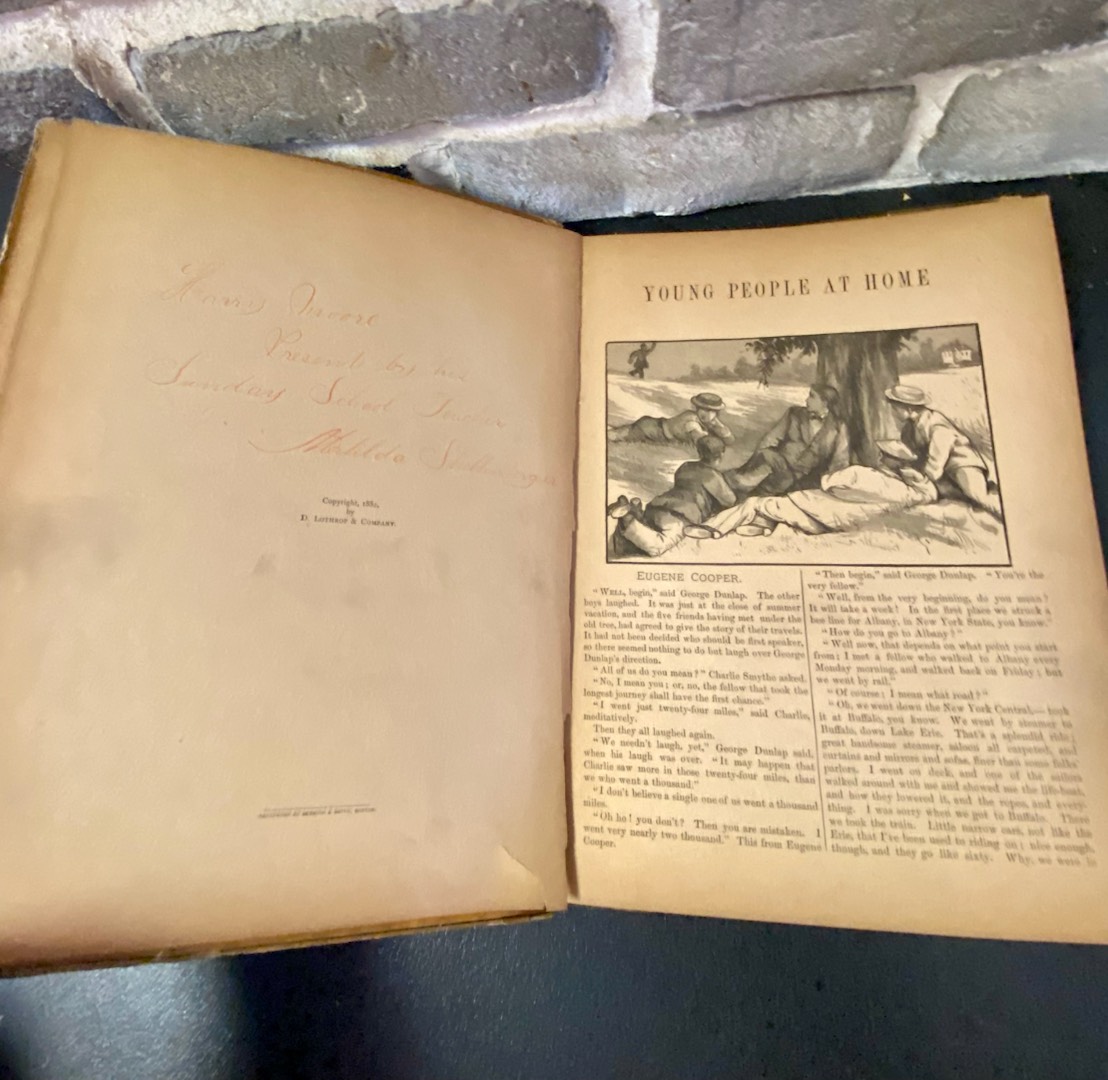 Harry Moore
Present by his
Sunday School Teacher
Matilda
Copyright, 1882,
by
D. LOTHROP & COMPANY.
YOUNG PEOPLE AT HOME
EUGENE COOPER.
"WELL, begin," said George Dunlap. The other
boys laughed. It was just at the close of summer
vacation, and the five friends having met under the
old tree, had agreed to give the story of their travels.
It had not been decided who should be first speaker,
so there seemed nothing to do but laugh over George
Dunlap's direction.
"All of us do you mean?" Charlie Smythe asked.
"No, I mean you; or, no, the fellow that took the
longest journey shall have the first chance."
"I went just twenty-four miles," said Charlie,
meditatively.
Then they all laughed again.
"We needn't laugh, yet," George Dunlap said,
when his laugh was over. "It may happen that
Charlie saw more in those twenty-four miles, than
we who went a thousand."
"I don't believe a single one of us went a thousand
miles.
"Oh ho! you don't? Then you are mistaken. I
went very nearly two thousand." This from Eugene
Cooper.
"Then begin," said George Dunlap. "You're the
very fellow."
"Well, from the very beginning, do you mean?
It will take a week! In the first place we struck a
bee line for Albany, in New York State, you know."
"How do you go to Albany?"
"Well now, that depends on what point you start
from; I met a fellow who walked to Albany every
Monday morning, and walked back on Friday; but
we went by rail."
"Of course; I mean what road?"
"Oh, we went down the New York Central,— took
it at Buffalo, you know. We went by steamer to
Buffalo, down Lake Erie. That's a splendid ride;
great handsome steamer, saloon all carpeted, and
curtains and mirrors and sofas, finer than some folks'
parlors. I went on deck, and one of the sailors
walked around with me and showed me the life-boat,
and how they lowered it, and the ropes, and every-
thing. I was sorry when we got to Buffalo. There
we took the train. Little narrow cars, not like the
Erie, that I've been used to riding on; nice enough,
though, and they go like sixty. Why, we were in